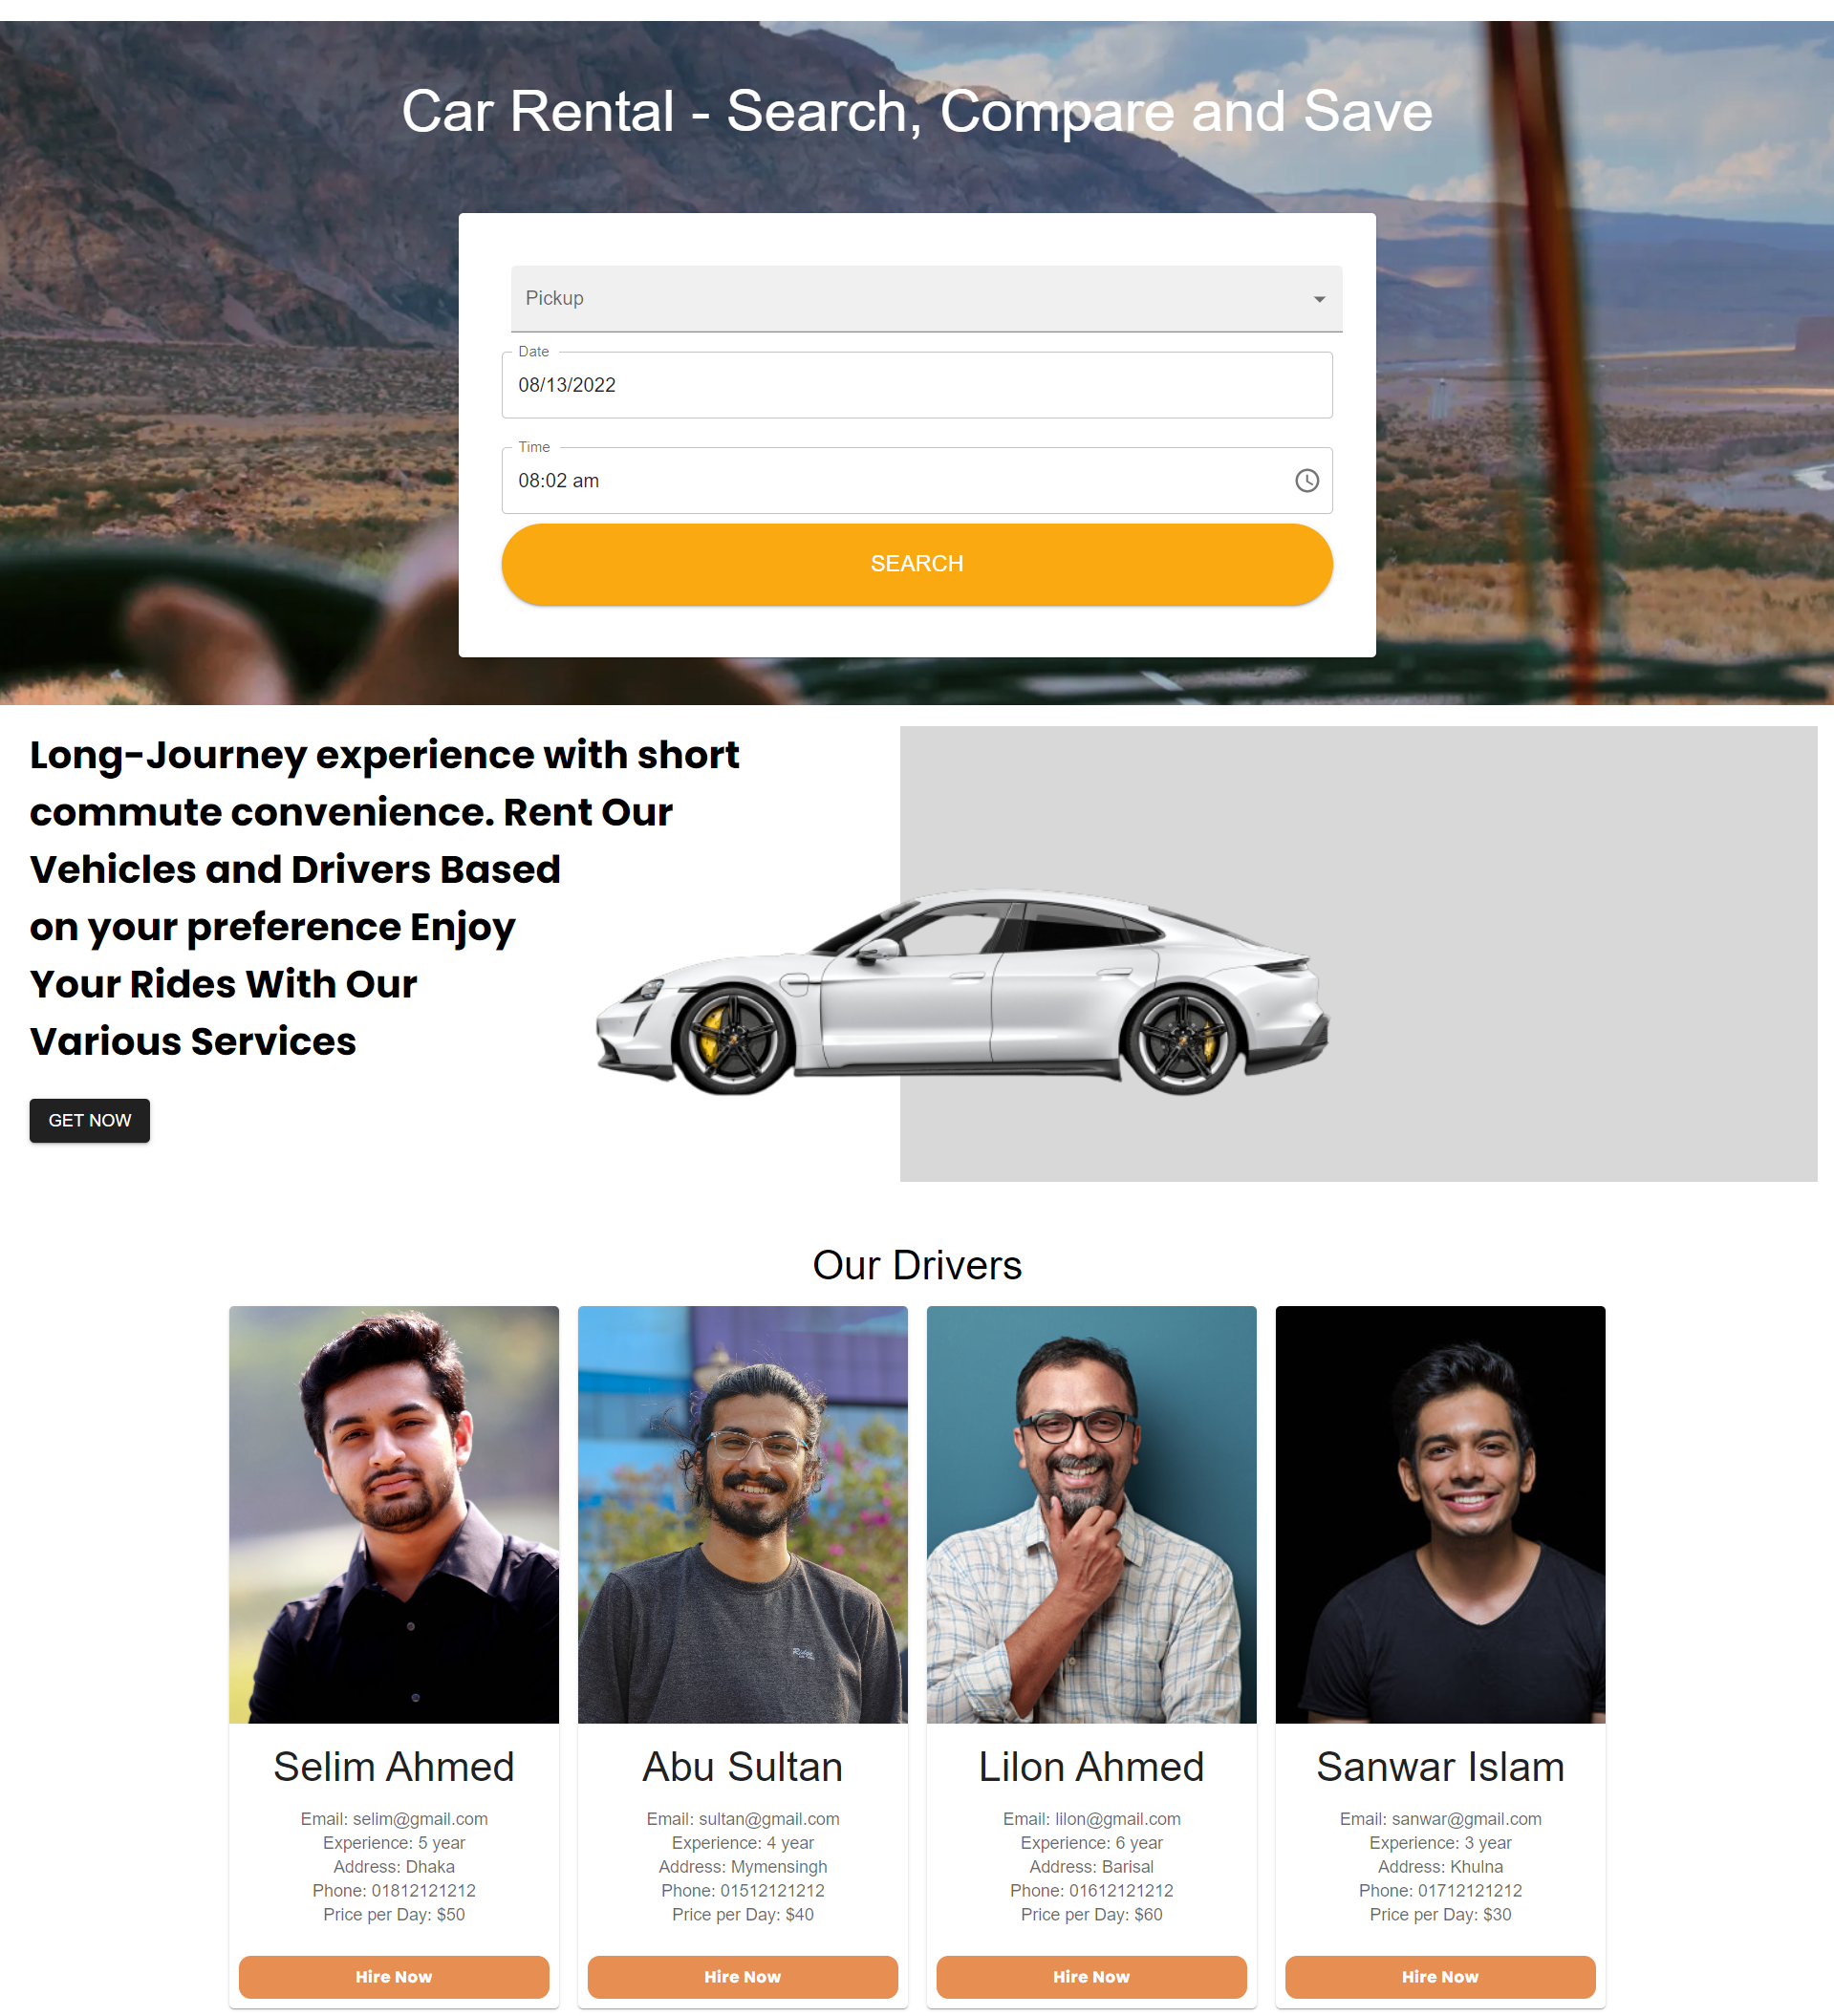 Car Rental - Search, Compare and Save
Pickup
Date
08/13/2022
Time
08:02 am
SEARCH
Long-Journey experience with short
commute convenience. Rent Our
Vehicles and Drivers Based
on your preference Enjoy
Your Rides With Our
Various Services
GET NOW
Our Drivers
Selim Ahmed
Email: selim@gmail.com
Experience: 5 year
Address: Dhaka
Phone: 01812121212
Price per Day: $50
Hire Now
Abu Sultan
Email: sultan@gmail.com
Experience: 4 year
Address: Mymensingh
Phone: 01512121212
Price per Day: $40
Hire Now
Lilon Ahmed
Email: lilon@gmail.com
Experience: 6 year
Address: Barisal
Phone: 01612121212
Price per Day: $60
Hire Now
Sanwar Islam
Email: sanwar@gmail.com
Experience: 3 year
Address: Khulna
Phone: 01712121212
Price per Day: $30
Hire Now